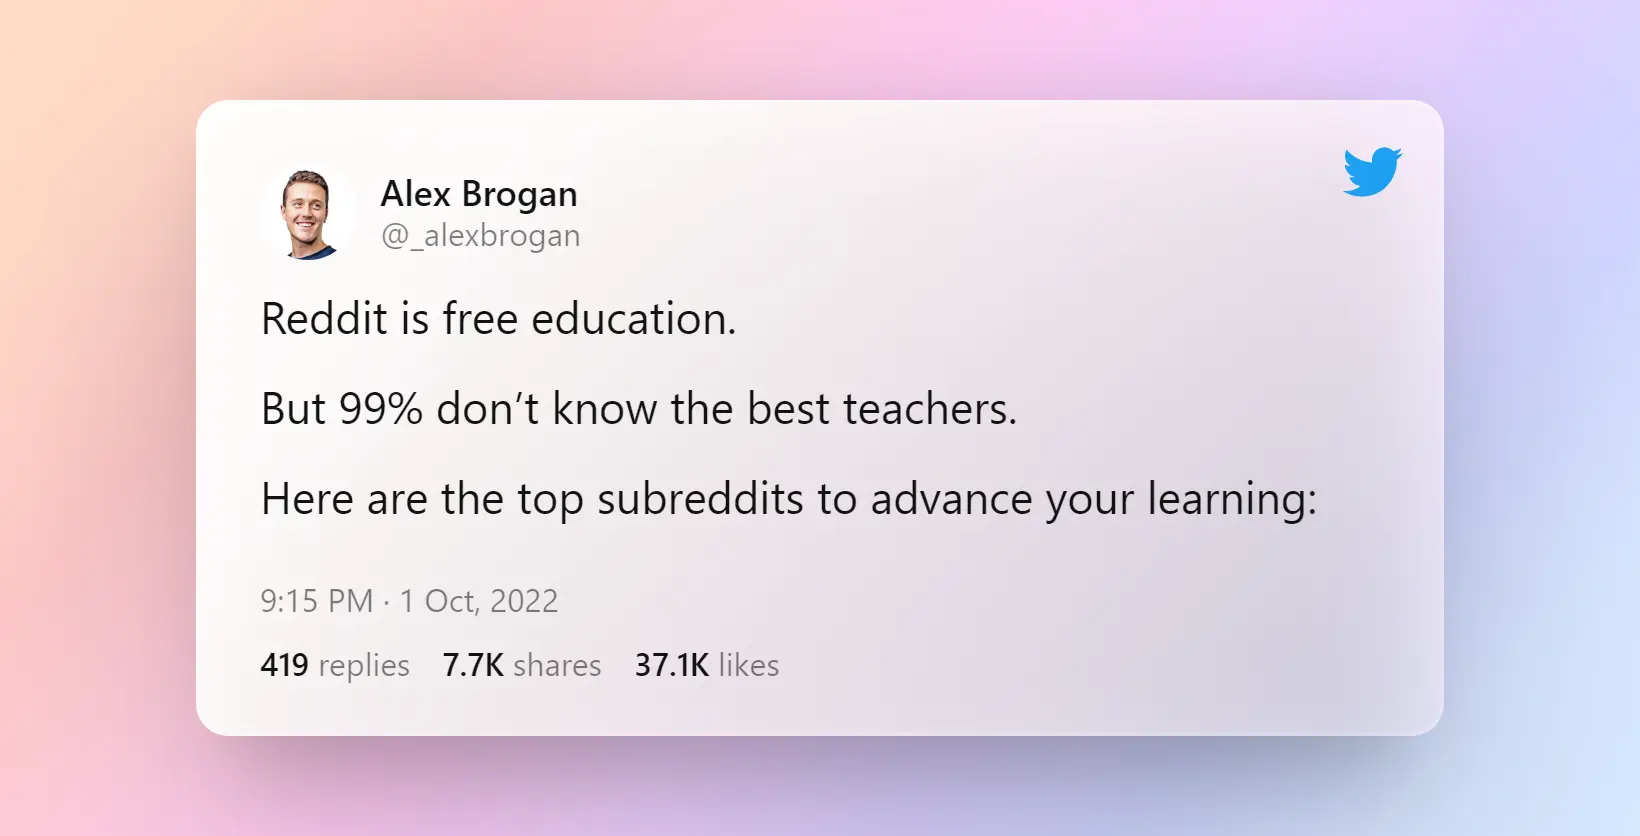 Alex Brogan
@_alexbrogan
Reddit is free education.
But 99% don’t know the best teachers.
Here are the top subreddits to advance your learning:
9:15 PM · 1 Oct, 2022
419 replies 7.7K shares 37.1K likes